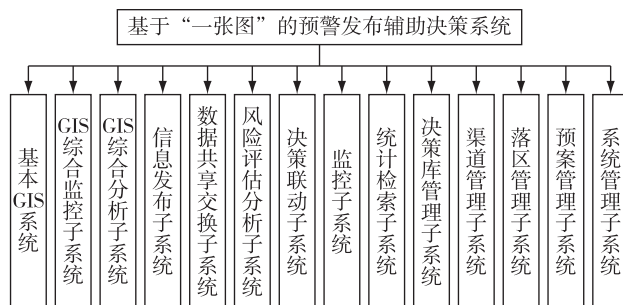 基于“一张图”的预警发布辅助决策系统
基本GIS系统
GIS综合监控子系统
GIS综合分析子系统
信息发布子系统
数据共享交换子系统
风险评估分析子系统
决策联动子系统
监控子系统
统计检索子系统
决策库管理子系统
渠道管理子系统
落区管理子系统
预案管理子系统
系统管理子系统